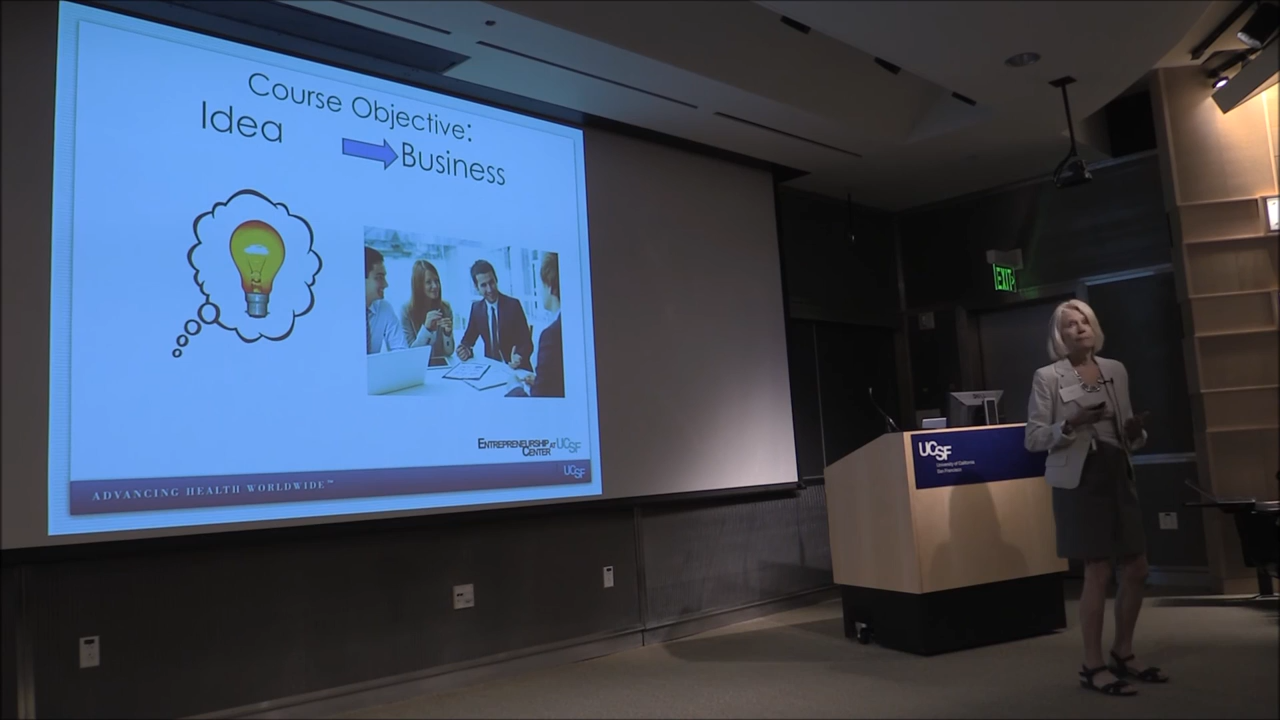 Course Objective:
Idea
Business
ENTREPRENEURSHIP AT UCSF
CENTER
UCSF
ADVANCING HEALTH WORLDWIDE™
EXIT
UCSF
University of California
San Francisco